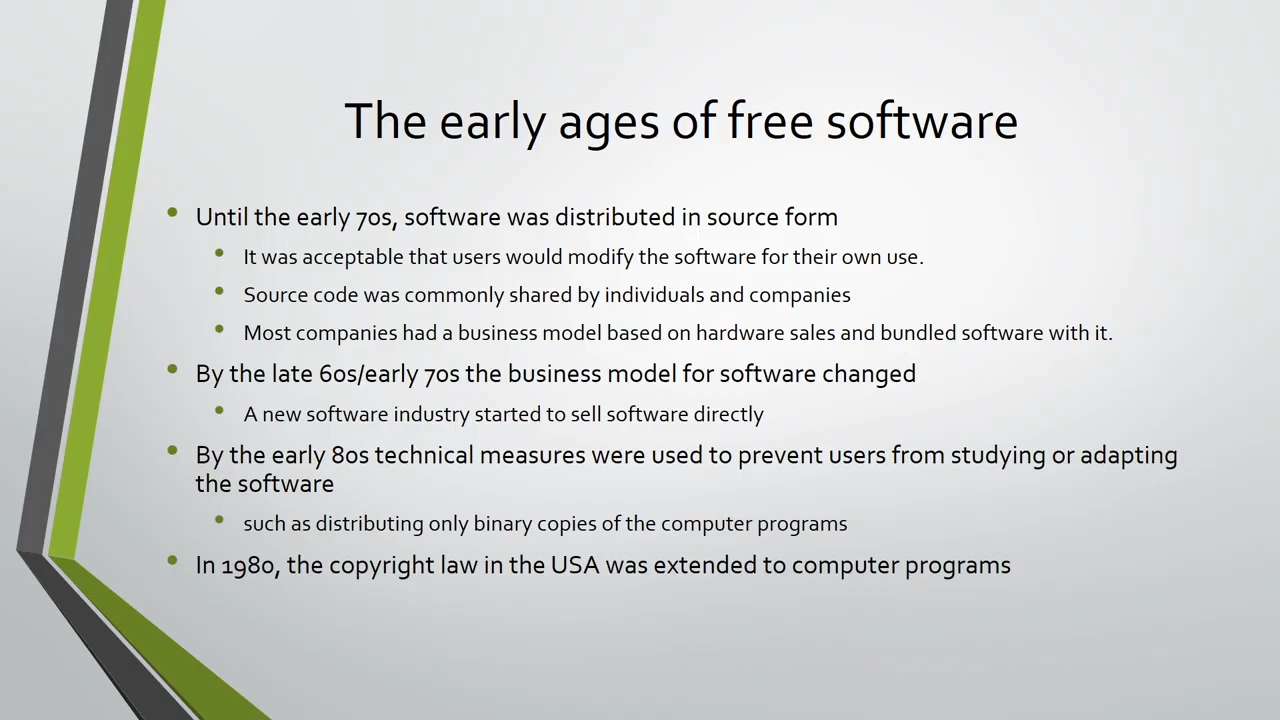 The early ages of free software
Until the early 70s, software was distributed in source form
It was acceptable that users would modify the software for their own use.
Source code was commonly shared by individuals and companies
Most companies had a business model based on hardware sales and bundled software with it.
By the late 60s/early 70s the business model for software changed
A new software industry started to sell software directly
By the early 80s technical measures were used to prevent users from studying or adapting
the software
such as distributing only binary copies of the computer programs
In 1980, the copyright law in the USA was extended to computer programs